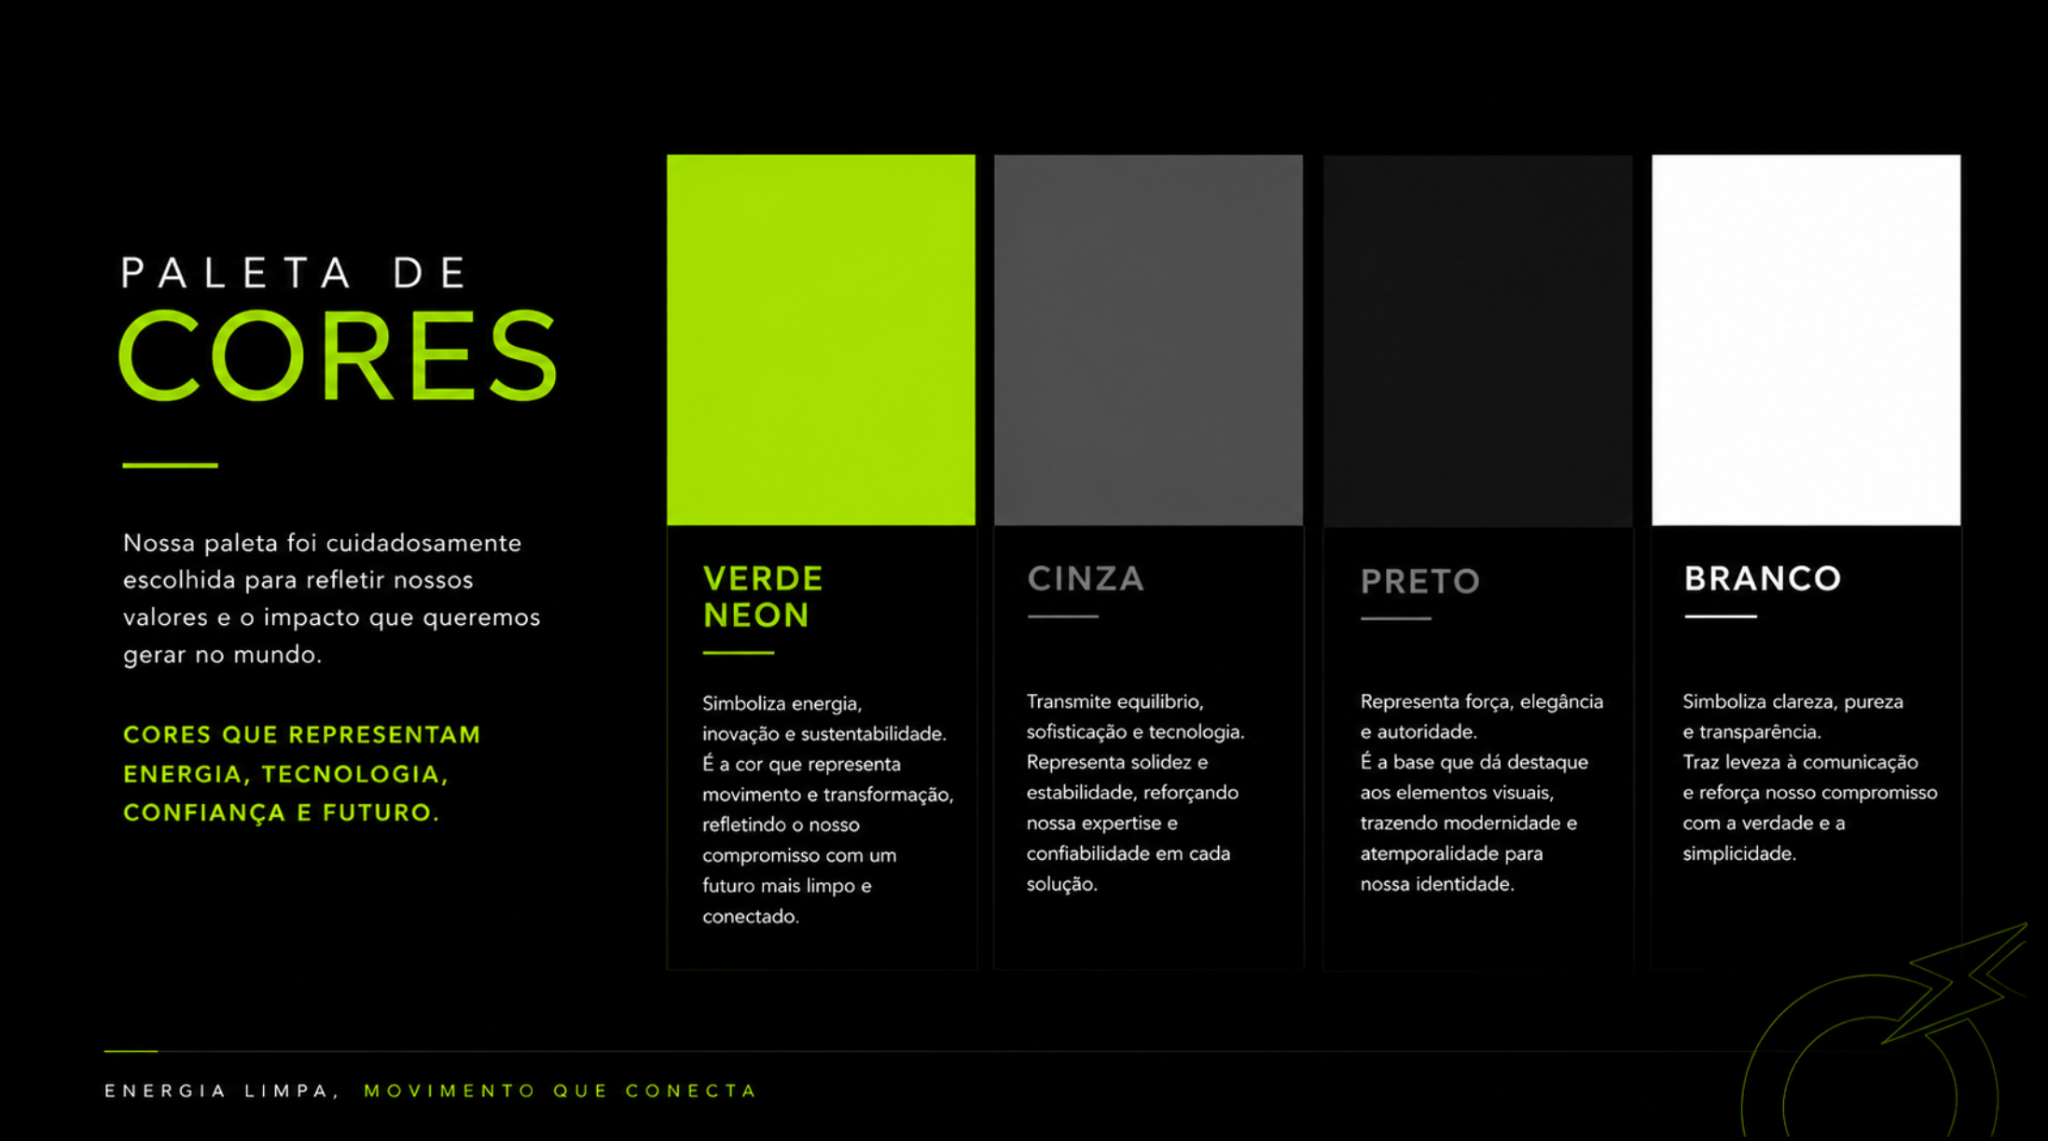 PALETA DE
CORES
Nossa paleta foi cuidadosamente
escolhida para refletir nossos
valores e o impacto que queremos
gerar no mundo.
CORES QUE REPRESENTAM
ENERGIA, TECNOLOGIA,
CONFIANÇA E FUTURO.
VERDE
NEON
Simboliza energia,
inovação e sustentabilidade.
É a cor que representa
movimento e transformação,
refletindo o nosso
compromisso com um
futuro mais limpo e
conectado.
CINZA
Transmite equilibrio,
sofisticação e tecnologia.
Representa solidez e
estabilidade, reforçando
nossa expertise e
confiabilidade em cada
solução.
PRETO
Representa força, elegância
e autoridade.
É a base que dá destaque
aos elementos visuais,
trazendo modernidade e
atemporalidade para
nossa identidade.
BRANCO
Simboliza clareza, pureza
e transparência.
Traz leveza à comunicação
e reforça nosso compromisso
com a verdade e a
simplicidade.
ENERGIA LIMPA, MOVIMENTO QUE CONECTA